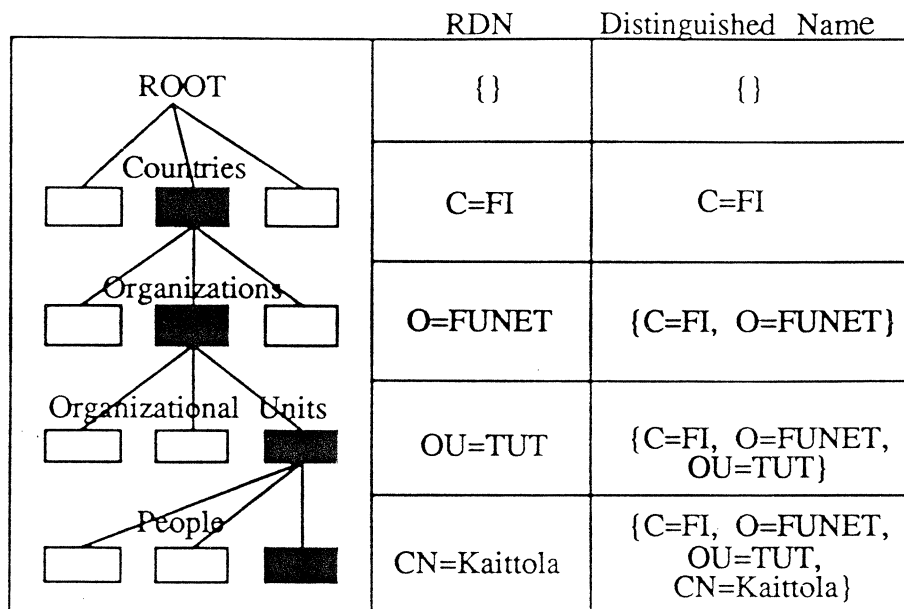 RDN Distinguished Name
ROOT {} {}
Countries
C=FI C=FI
Organizations
O=FUNET {C=FI, O=FUNET}
Organizational Units
OU=TUT {C=FI, O=FUNET,
OU=TUT}
People
CN=Kaittola {C=FI, O=FUNET,
OU=TUT,
CN=Kaittola}